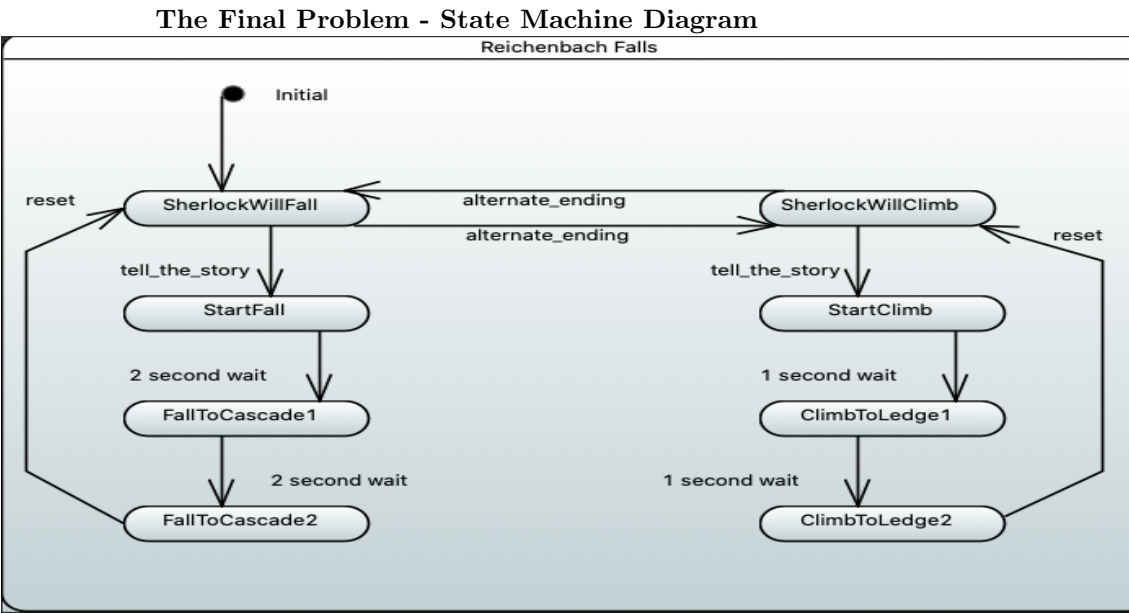 The Final Problem - State Machine Diagram
Reichenbach Falls
Initial
reset
SherlockWillFall
alternate_ending
SherlockWillClimb
alternate_ending
reset
tell_the_story
tell_the_story
StartFall
StartClimb
2 second wait
1 second wait
FallToCascade1
ClimbToLedge1
2 second wait
1 second wait
FallToCascade2
ClimbToLedge2